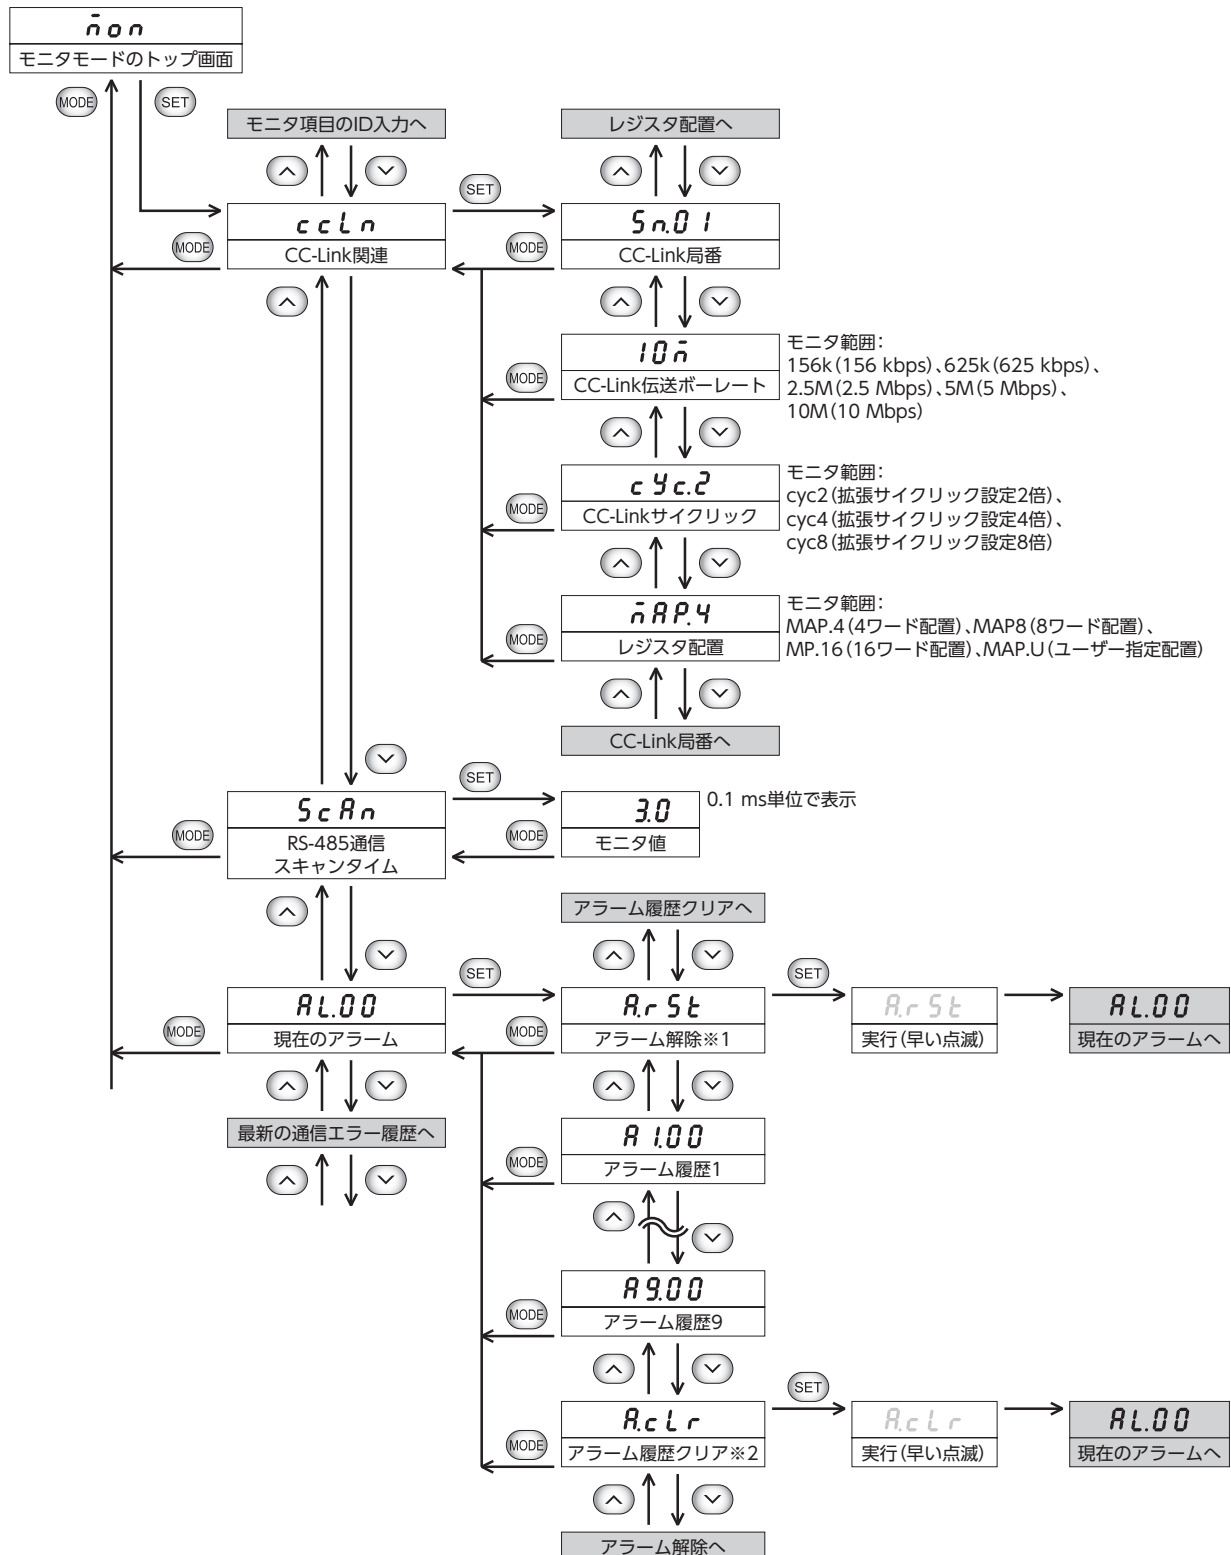 mon
モニタモードのトップ画面
MODE
SET
モニタ項目のID入力へ
レジスタ配置へ
SET
ccLn
CC-Link関連
MODE
MODE
Sn.01
CC-Link局番
10m
CC-Link伝送ボーレート
MODE
モニタ範囲：
156k(156 kbps)、625k(625 kbps)、
2.5M(2.5 Mbps)、5M(5 Mbps)、
10M(10 Mbps)
cYc.2
CC-Linkサイクリック
MODE
モニタ範囲：
cyc2(拡張サイクリック設定2倍)、
cyc4(拡張サイクリック設定4倍)、
cyc8(拡張サイクリック設定8倍)
mAP.4
レジスタ配置
MODE
モニタ範囲：
MAP.4(4ワード配置)、MAP8(8ワード配置)、
MP.16(16ワード配置)、MAP.U(ユーザー指定配置)
CC-Link局番へ
SET
ScAn
RS-485通信
スキャンタイム
MODE
MODE
3.0
モニタ値
0.1 ms単位で表示
アラーム履歴クリアへ
SET
SET
AL.00
現在のアラーム
MODE
MODE
A.rSt
アラーム解除※1
A.rSt
実行(早い点滅)
AL.00
現在のアラームへ
最新の通信エラー履歴へ
A1.00
アラーム履歴1
MODE
A9.00
アラーム履歴9
MODE
SET
A.cLr
アラーム履歴クリア※2
MODE
A.cLr
実行(早い点滅)
AL.00
現在のアラームへ
アラーム解除へ